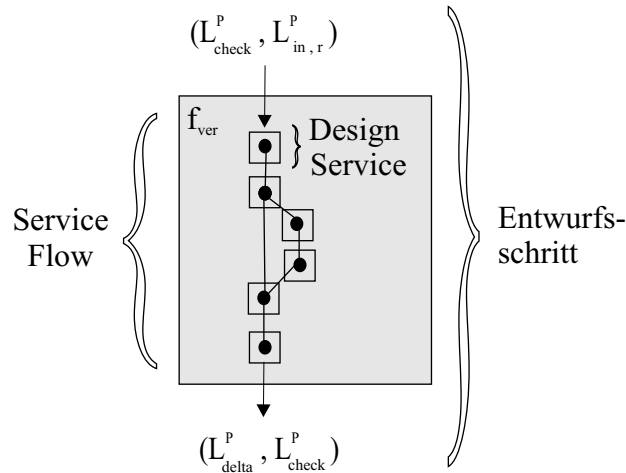 (L^P_check , L^P_in , r)
f_ver
Design
Service
Service
Flow
Entwurfs-
schritt
(L^P_delta , L^P_check)